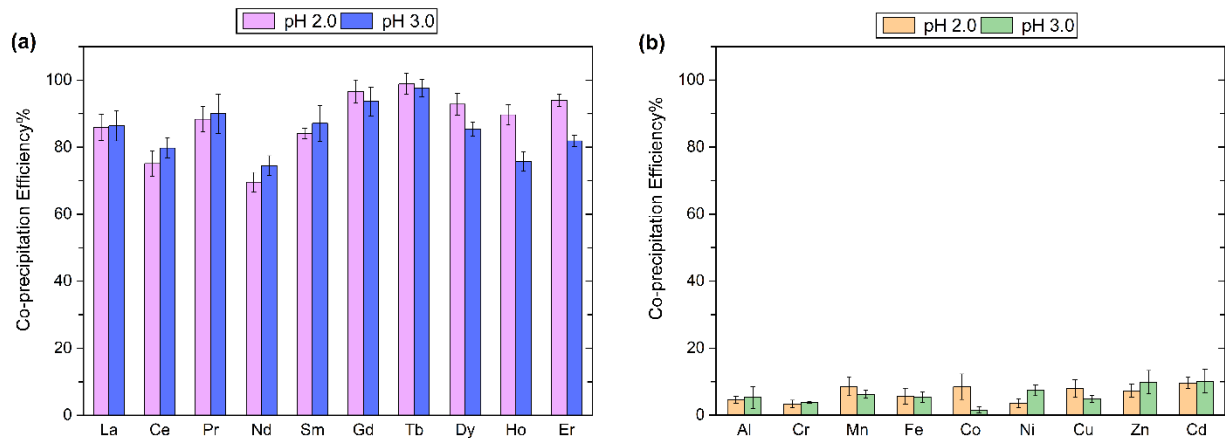 (a)
pH 2.0 pH 3.0
Co-precipitation Efficiency%
100
80
60
40
20
0
La Ce Pr Nd Sm Gd Tb Dy Ho Er
(b)
pH 2.0 pH 3.0
Co-precipitation Efficiency%
100
80
60
40
20
0
Al Cr Mn Fe Co Ni Cu Zn Cd